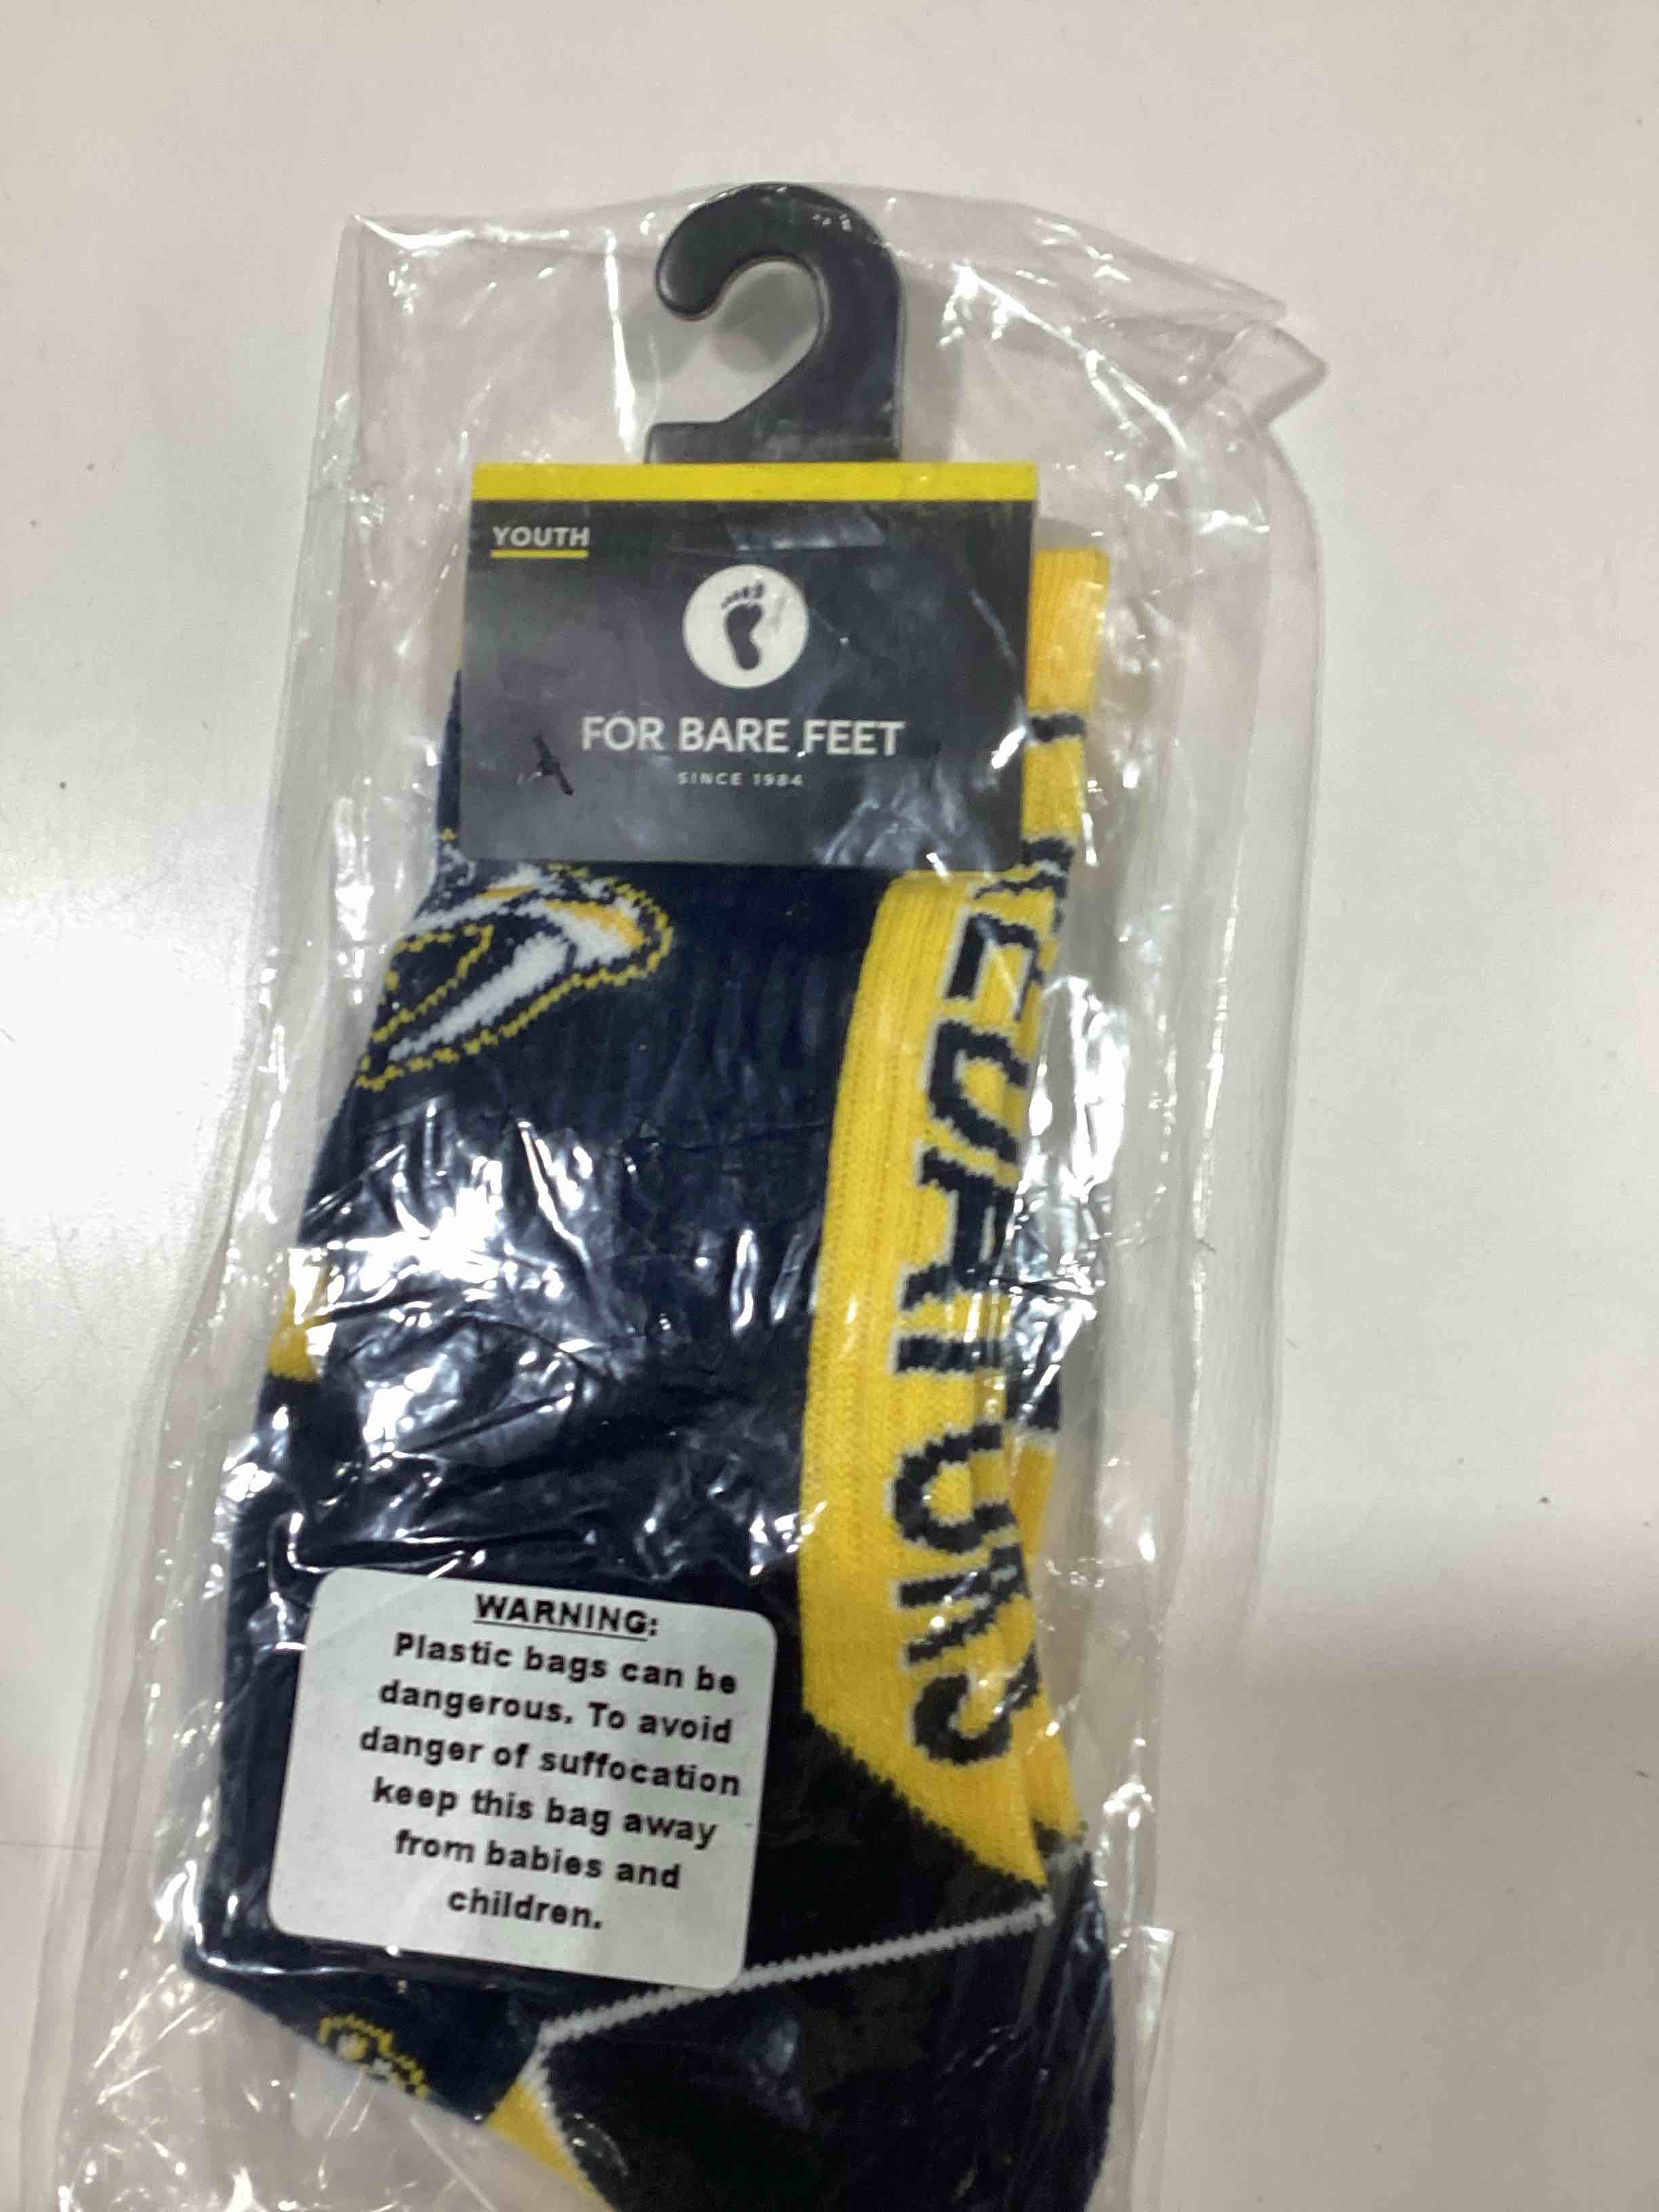 YOUTH
FOR BARE FEET
SINCE 1984
WARNING:
Plastic bags can be
dangerous. To avoid
danger of suffocation
keep this bag away
from babies and
children.